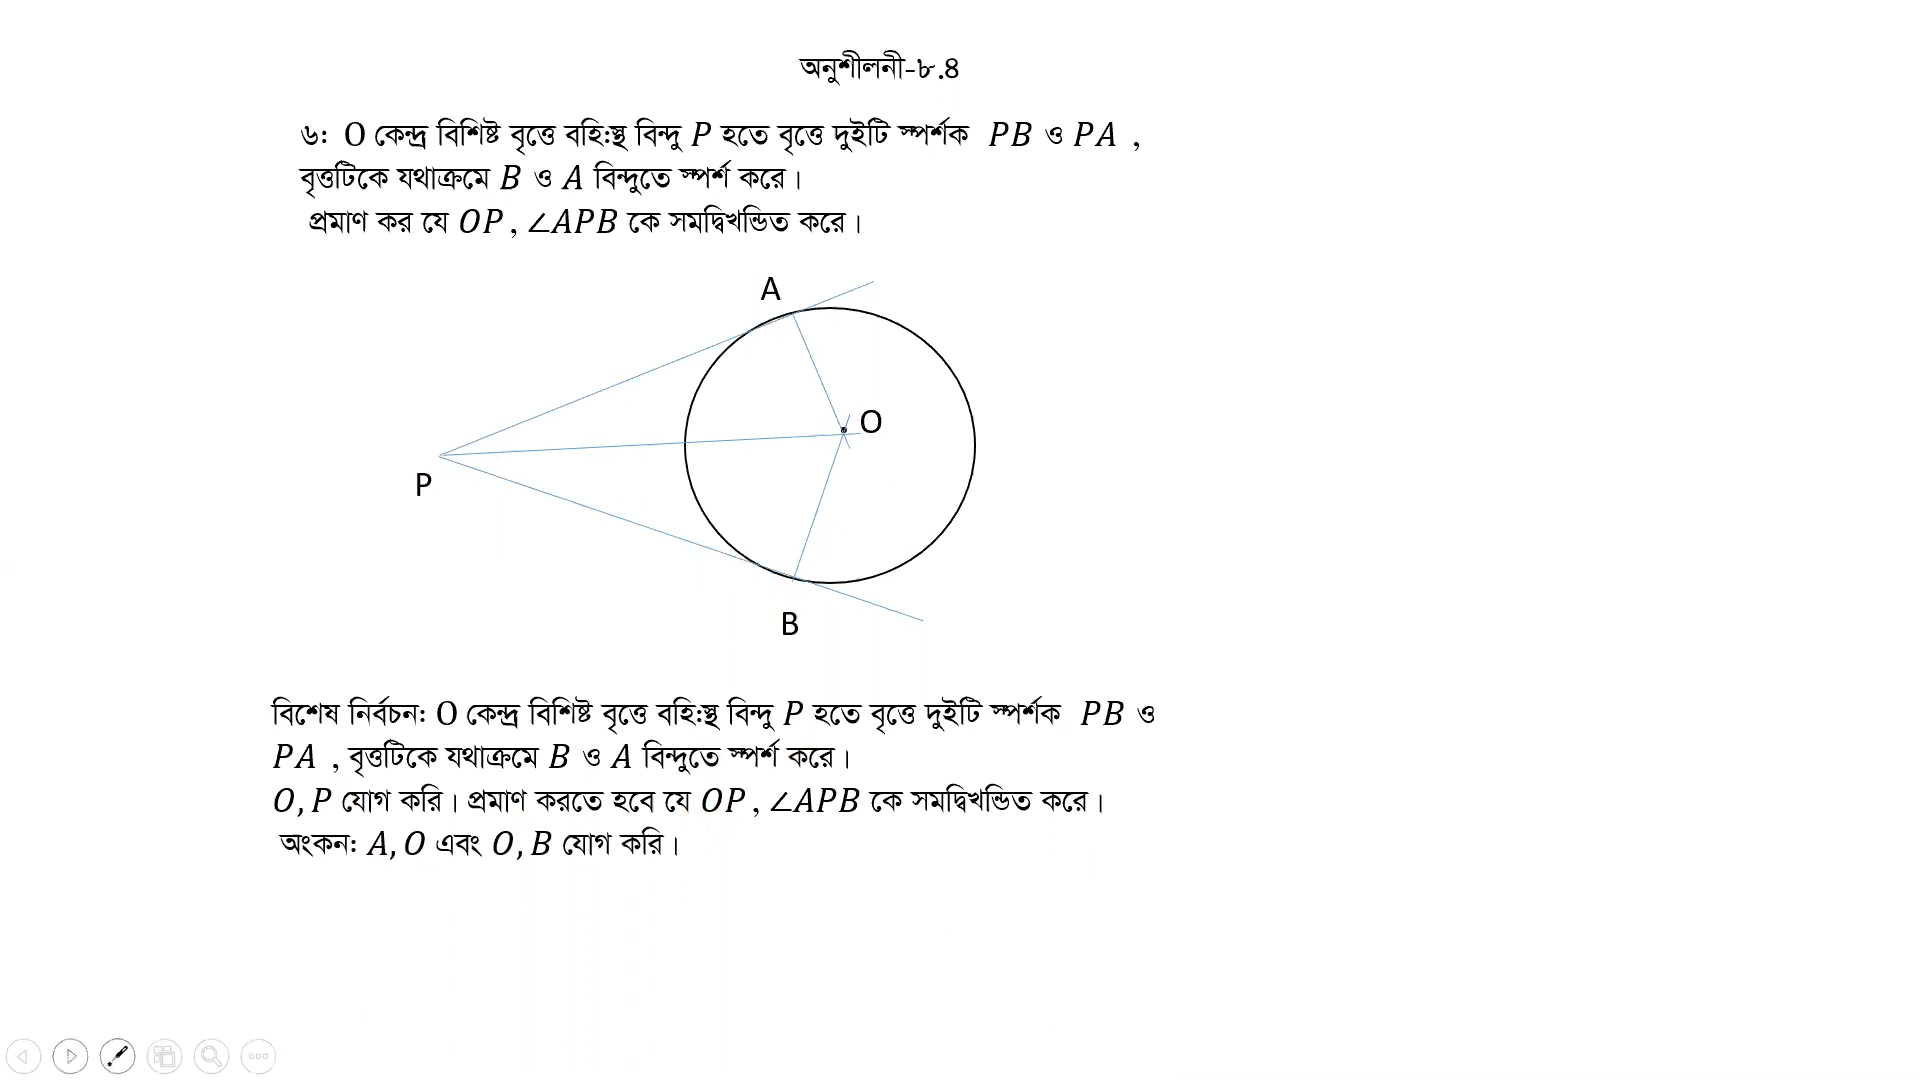 অনুশীলনী-৮.৪
৬: O কেন্দ্র বিশিষ্ট বৃত্তে বহি:স্থ বিন্দু P হতে বৃত্তে দুইটি স্পর্শক PB ও PA ,
বৃত্তটিকে যথাক্রমে B ও A বিন্দুতে স্পর্শ করে।
প্রমাণ কর যে OP , ∠APB কে সমদ্বিখন্ডিত করে।
A
O
P
B
বিশেষ নির্বচন: O কেন্দ্র বিশিষ্ট বৃত্তে বহি:স্থ বিন্দু P হতে বৃত্তে দুইটি স্পর্শক PB ও
PA , বৃত্তটিকে যথাক্রমে B ও A বিন্দুতে স্পর্শ করে।
O, P যোগ করি। প্রমাণ করতে হবে যে OP , ∠APB কে সমদ্বিখন্ডিত করে।
অংকন: A, O এবং O, B যোগ করি।